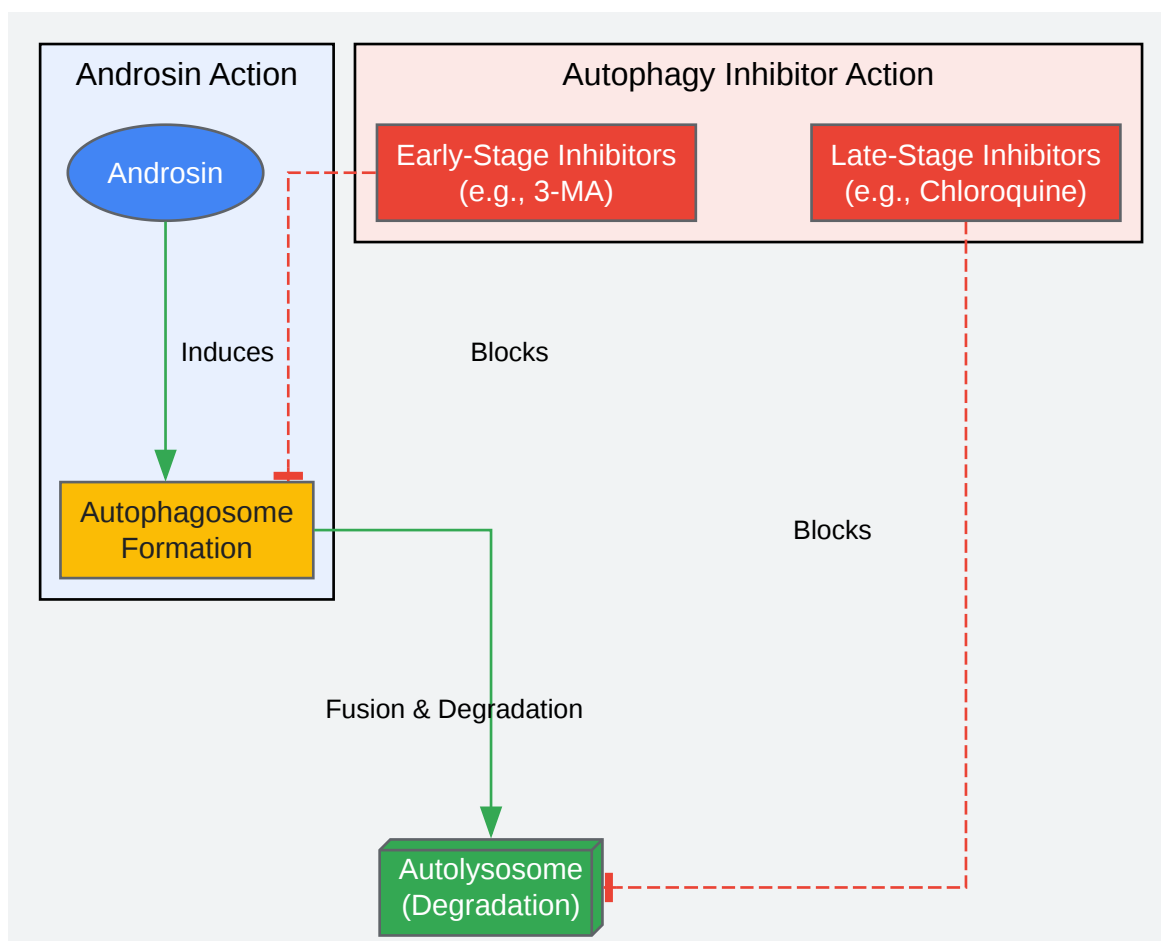 Androsin Action
Autophagy Inhibitor Action
Androsin
Early-Stage Inhibitors
(e.g., 3-MA)
Late-Stage Inhibitors
(e.g., Chloroquine)
Induces
Blocks
Autophagosome
Formation
Blocks
Fusion & Degradation
Autolysosome
(Degradation)